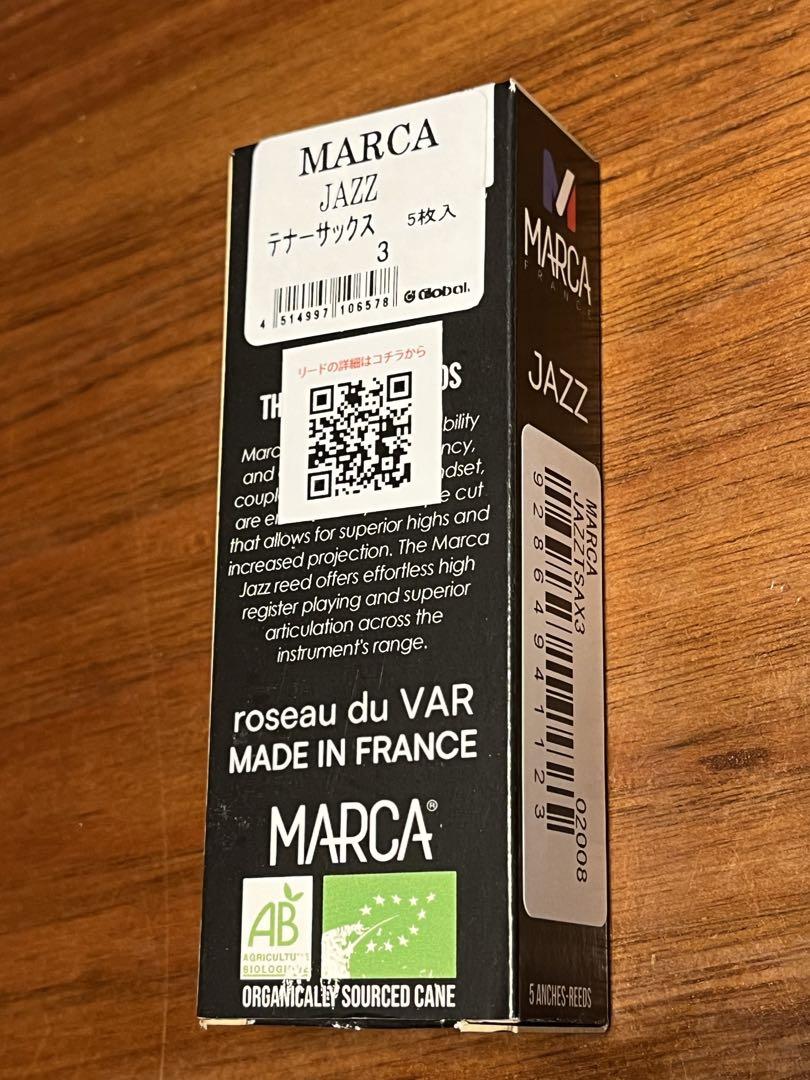 MARCA
JAZZ
テナーサックス 5枚入
3
4 514997 106578 Global.
リードの詳細はコチラから
TH DS
Marc bility
and ncy,
coupl ndset,
are e cut
that allows for superior highs and
increased projection. The Marca
Jazz reed offers effortless high
register playing and superior
articulation across the
instrument's range.
roseau du VAR
MADE IN FRANCE
MARCA®
AB
AGRICULTURE
BIOLOGIQUE
ORGANICALLY SOURCED CANE
MARCA
FRANCE
JAZZ
MARCA
JAZZTSAX3
02008
92864941123
5 ANCHES-REEDS